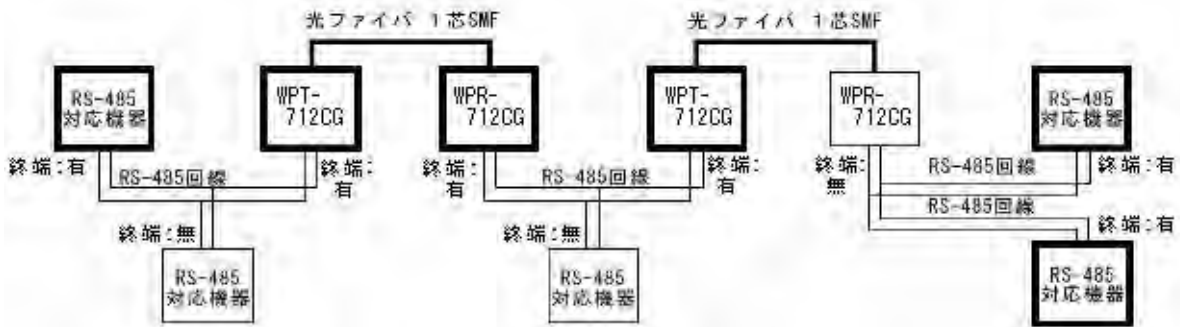 光ファイバ 1芯SMF
光ファイバ 1芯SMF
RS-485
対応機器
WPT-
712CG
WPR-
712CG
WPT-
712CG
WPR-
712CG
RS-485
対応機器
終端:有
RS-485回線
終端:
有
終端:
有
RS-485回線
終端:
有
終端:
無
RS-485回線
終端:有
RS-485回線
終端:無
終端:無
終端:有
RS-485
対応機器
RS-485
対応機器
RS-485
対応機器